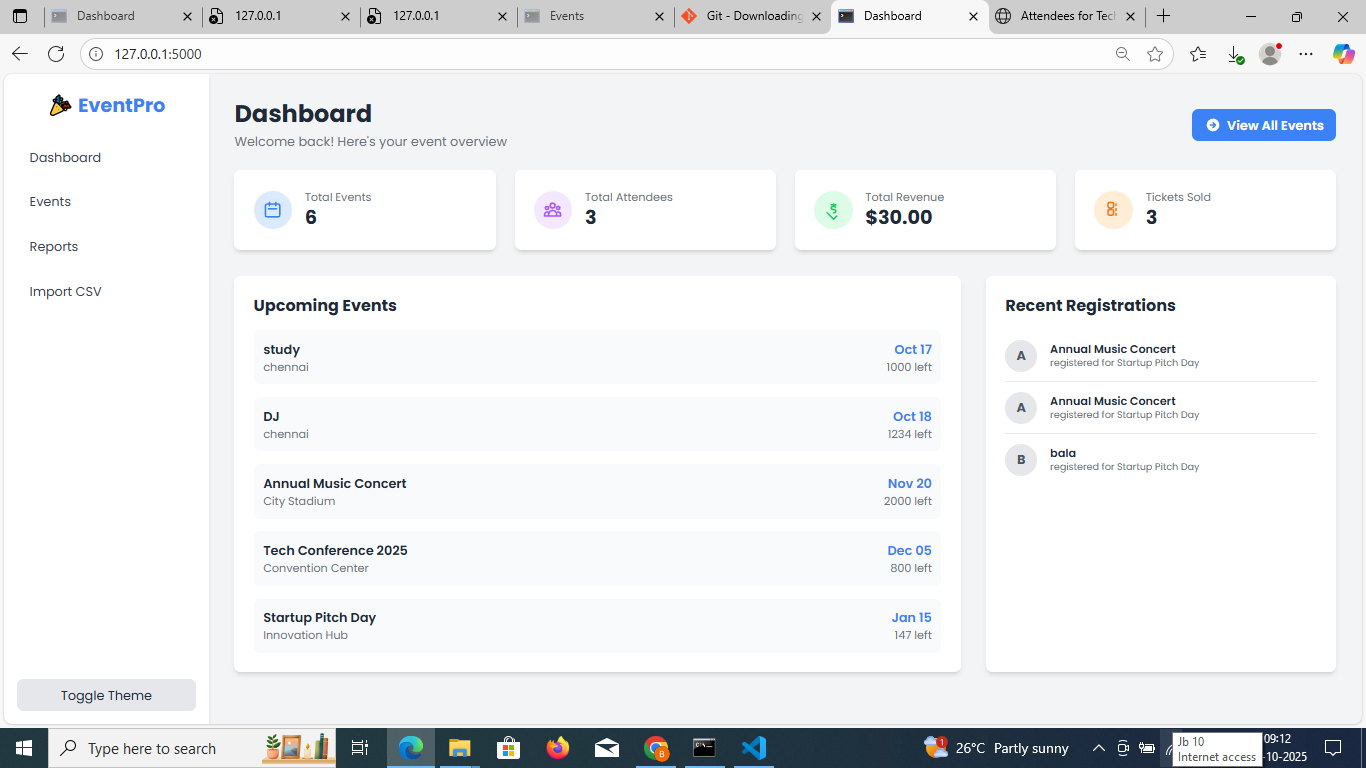 Dashboard
127.0.0.1
127.0.0.1
Events
Git - Downloading
Dashboard
Attendees for Tech
127.0.0.1:5000
EventPro
Dashboard
Events
Reports
Import CSV
Toggle Theme
Dashboard
Welcome back! Here's your event overview
View All Events
Total Events
6
Total Attendees
3
Total Revenue
$30.00
Tickets Sold
3
Upcoming Events
study
Oct 17
chennai
1000 left
DJ
Oct 18
chennai
1234 left
Annual Music Concert
Nov 20
City Stadium
2000 left
Tech Conference 2025
Dec 05
Convention Center
800 left
Startup Pitch Day
Jan 15
Innovation Hub
147 left
Recent Registrations
A
Annual Music Concert
registered for Startup Pitch Day
A
Annual Music Concert
registered for Startup Pitch Day
B
bala
registered for Startup Pitch Day
Type here to search
1
26°C Partly sunny
Jb 10
Internet access
09:12
-10-2025